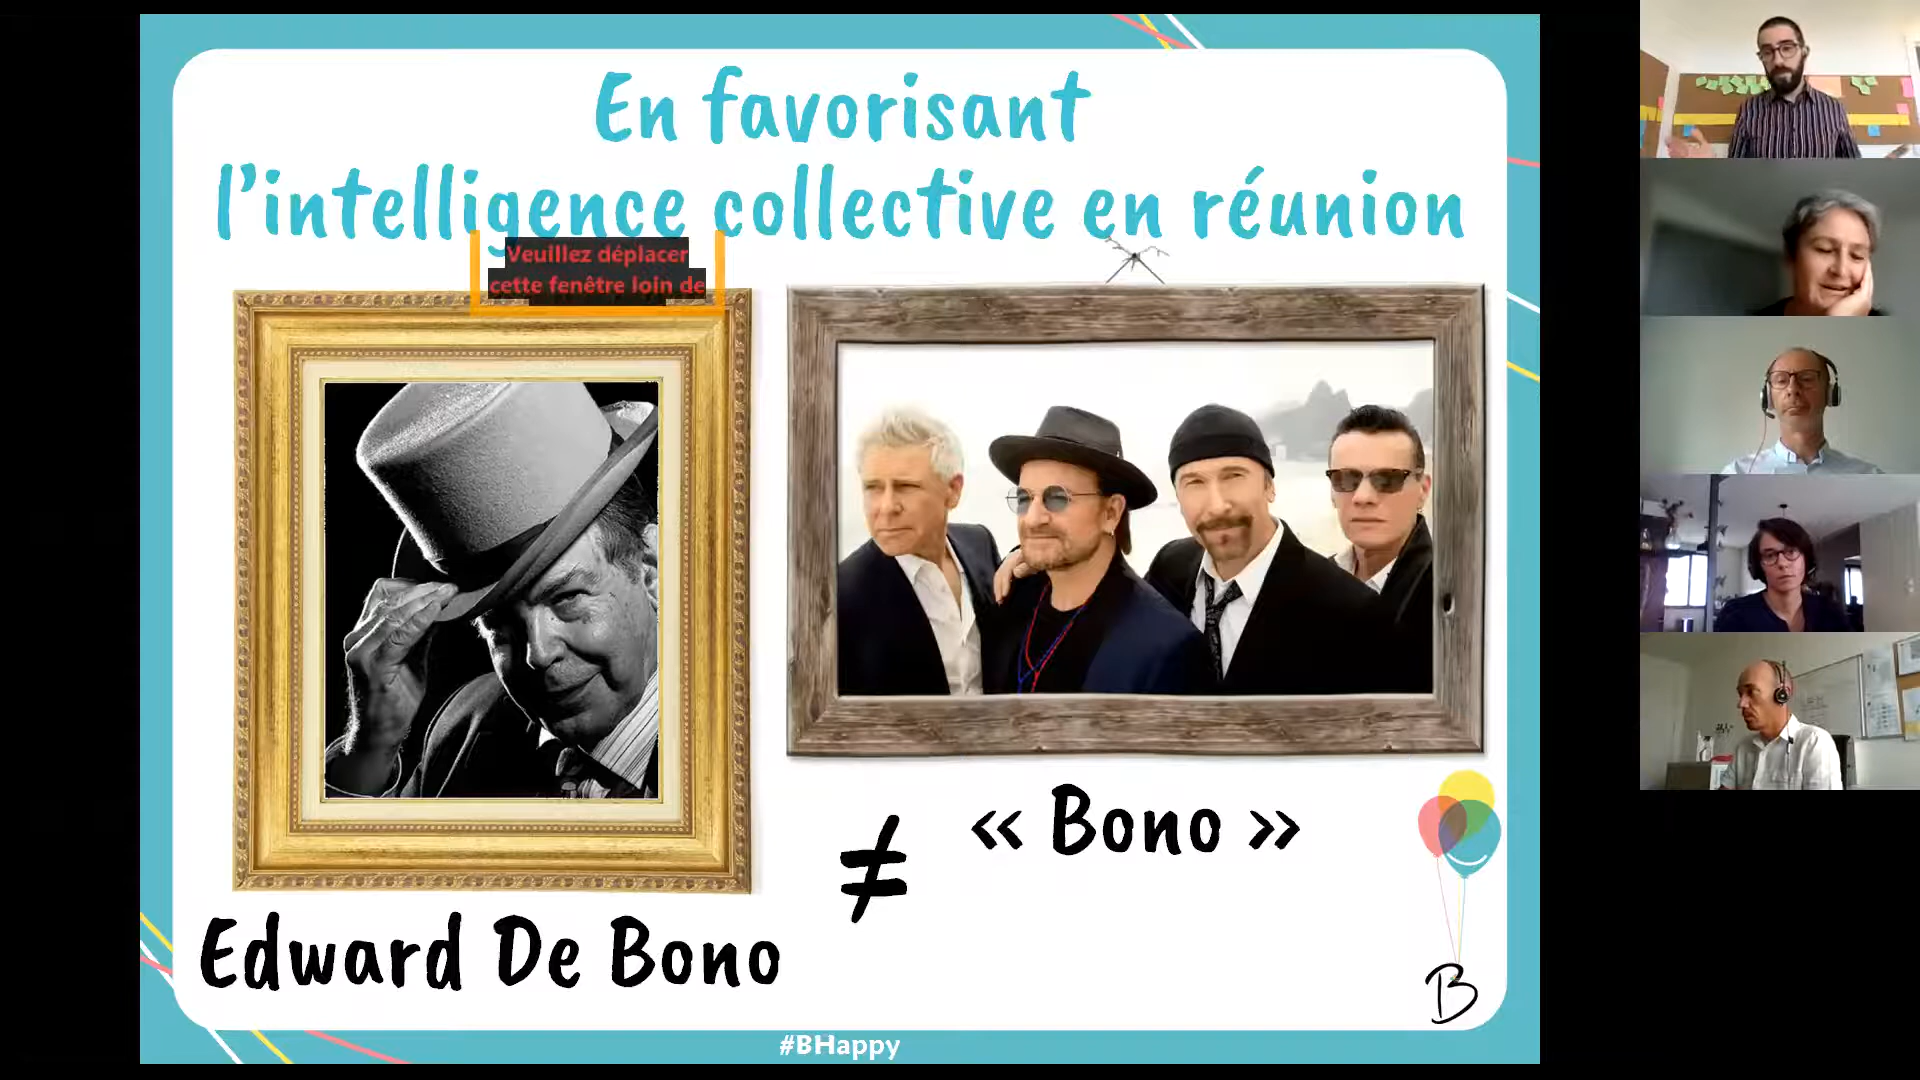 En favorisant
l'intelligence collective en réunion
Veuillez déplacer
cette fenêtre loin de
« Bono »
≠
Edward De Bono
B
#BHappy